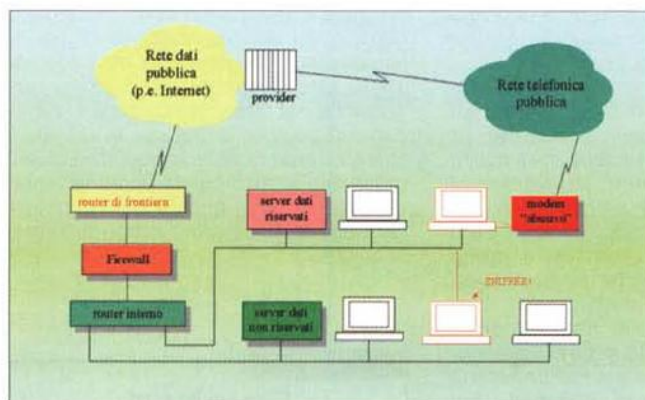 Rete dati
pubblica
(p.e. Internet)
provider
Rete telefonica
pubblica
router di frontiera
server dati
riservati
modem
"abusivo"
Firewall
router interno
server dati
non riservati